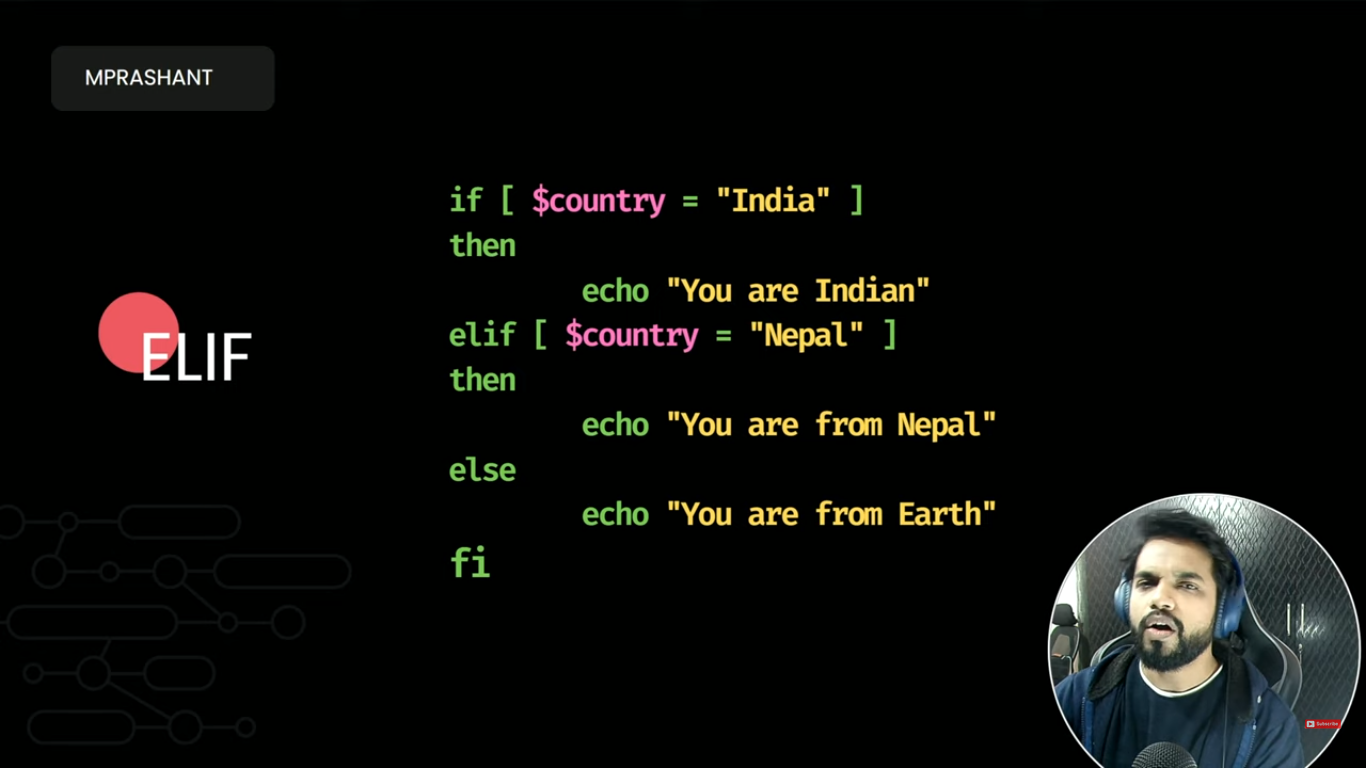 MPRASHANT
ELIF
if [ $country = "India" ]
then
echo "You are Indian"
elif [ $country = "Nepal" ]
then
echo "You are from Nepal"
else
echo "You are from Earth"
fi
Subscribe